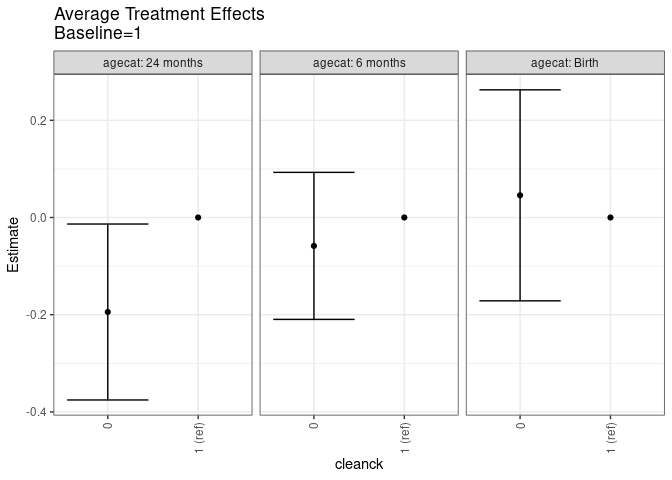 Average Treatment Effects
Baseline=1
agecat: 24 months
agecat: 6 months
agecat: Birth
Estimate
0.2
0.0
-0.2
-0.4
0
1 (ref)
0
1 (ref)
0
1 (ref)
cleanck